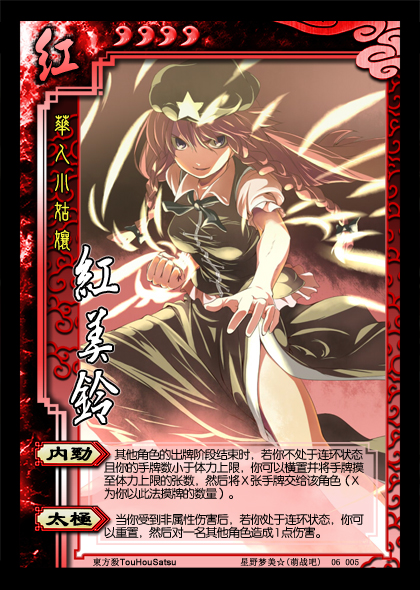 红
華人小姑孃
紅美鈴
内劲
其他角色的出牌阶段结束时，若你不处于连环状态
且你的手牌数小于体力上限，你可以横置并将手牌摸
至体力上限的张数，然后将X张手牌交给该角色（X
为你以此法摸牌的数量）。
太極
当你受到非属性伤害后，若你处于连环状态，你可
以重置，然后对一名其他角色造成1点伤害。
東方殺TouHouSatsu 星野梦美☆(萌战吧) 06 005